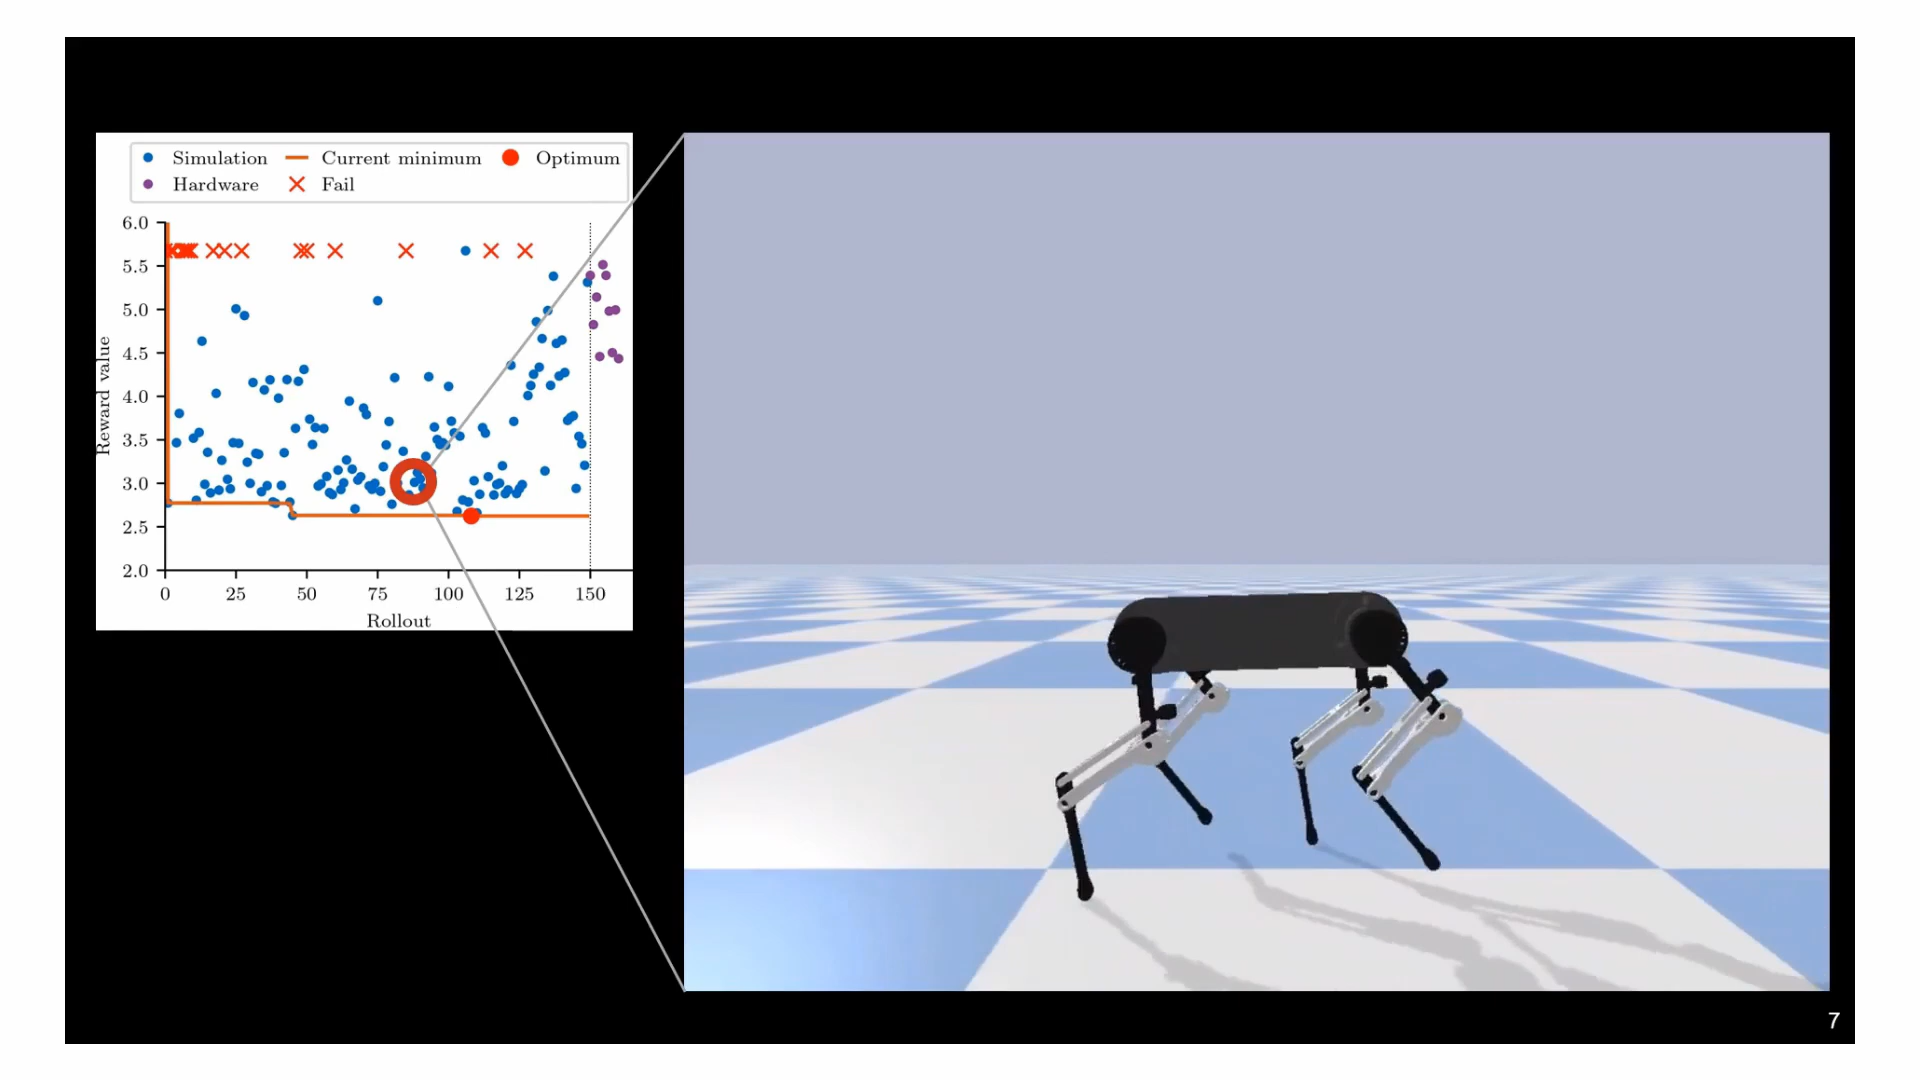 Simulation Current minimum Optimum
Hardware Fail
6.0
5.5
5.0
4.5
4.0
3.5
3.0
2.5
2.0
Reward value
0 25 50 75 100 125 150
Rollout
7